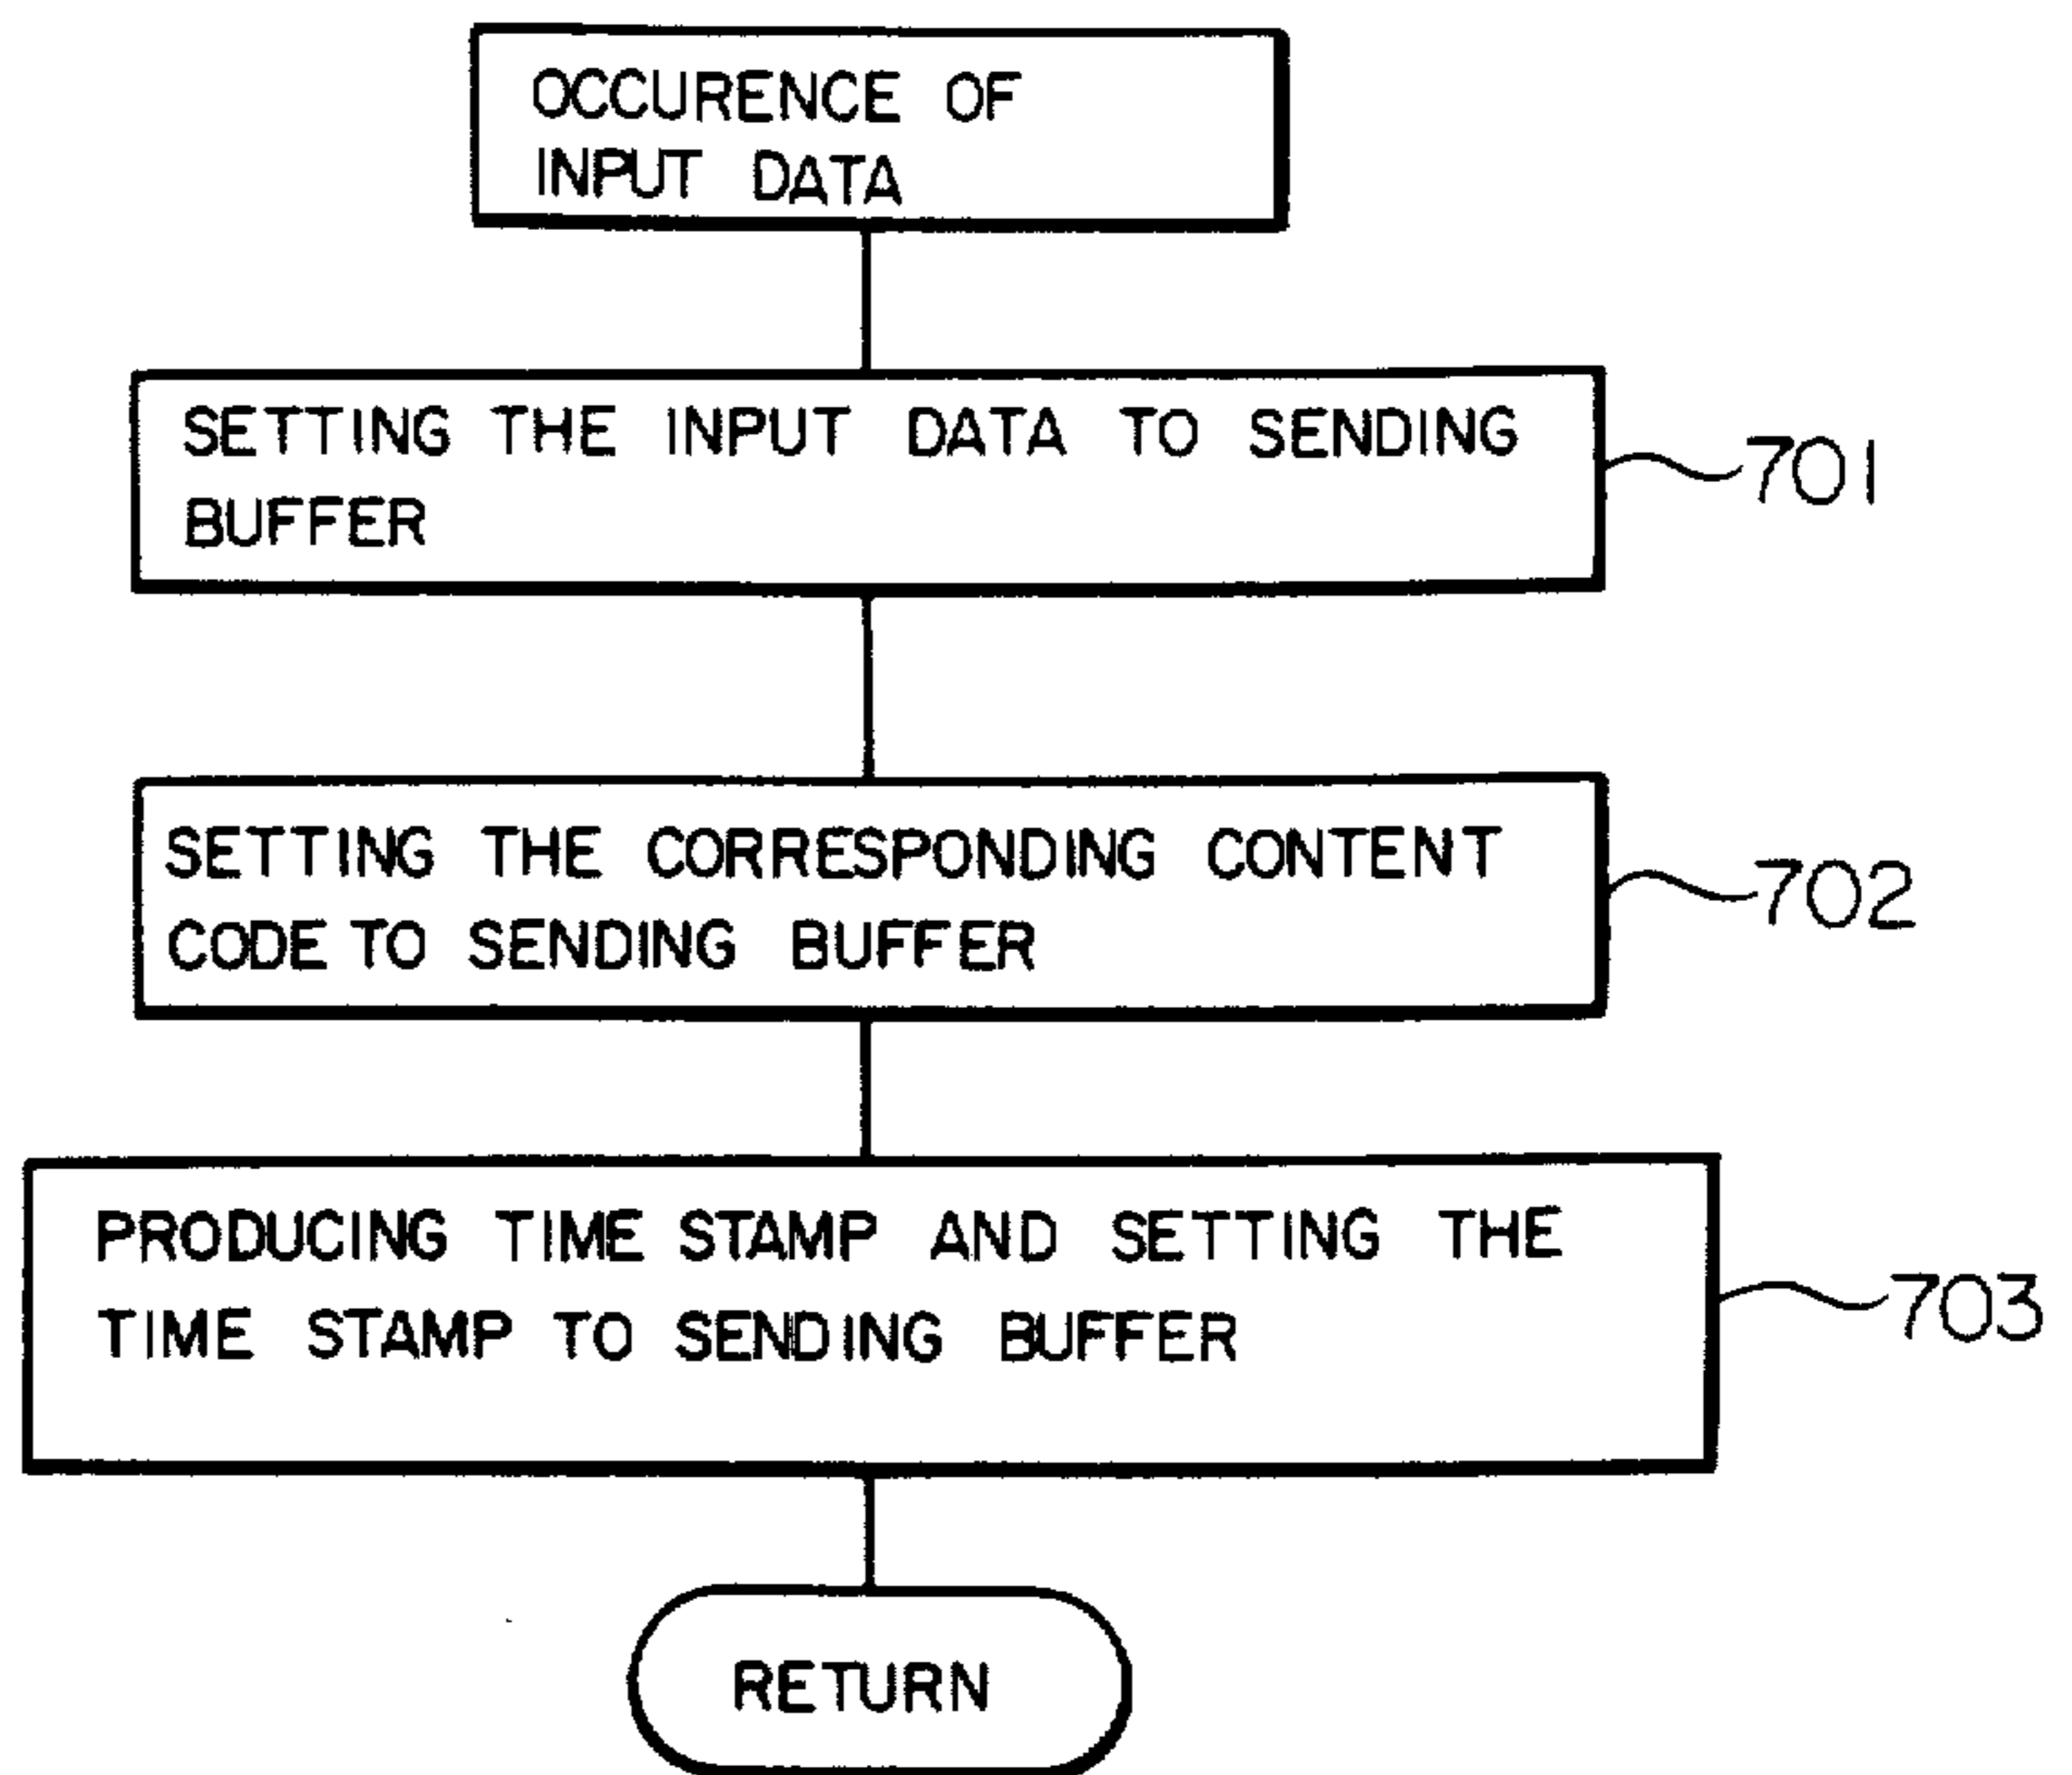 OCCURENCE OF
INPUT DATA
SETTING THE INPUT DATA TO SENDING
BUFFER
701
SETTING THE CORRESPONDING CONTENT
CODE TO SENDING BUFFER
702
PRODUCING TIME STAMP AND SETTING THE
TIME STAMP TO SENDING BUFFER
703
RETURN